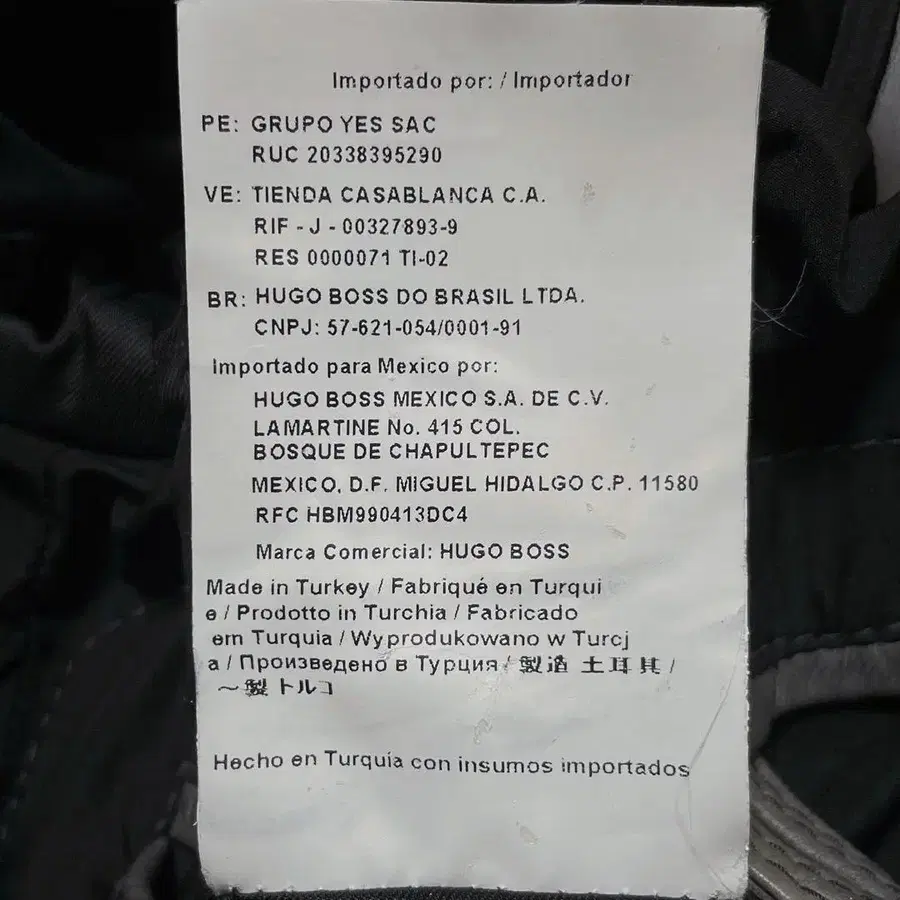 Importado por: / Importador
PE: GRUPO YES SAC
RUC 20338395290
VE: TIENDA CASABLANCA C.A.
RIF - J - 00327893-9
RES 0000071 TI-02
BR: HUGO BOSS DO BRASIL LTDA.
CNPJ: 57-621-054/0001-91
Importado para Mexico por:
HUGO BOSS MEXICO S.A. DE C.V.
LAMARTINE No. 415 COL.
BOSQUE DE CHAPULTEPEC
MEXICO, D.F. MIGUEL HIDALGO C.P. 11580
RFC HBM990413DC4
Marca Comercial: HUGO BOSS
Made in Turkey / Fabriqué en Turqui
e / Prodotto in Turchia / Fabricado
em Turquia / Wyprodukowano w Turcj
a / Произведено в Турция / 製造 土耳其 /
～製 トルコ
Hecho en Turquía con insumos importados